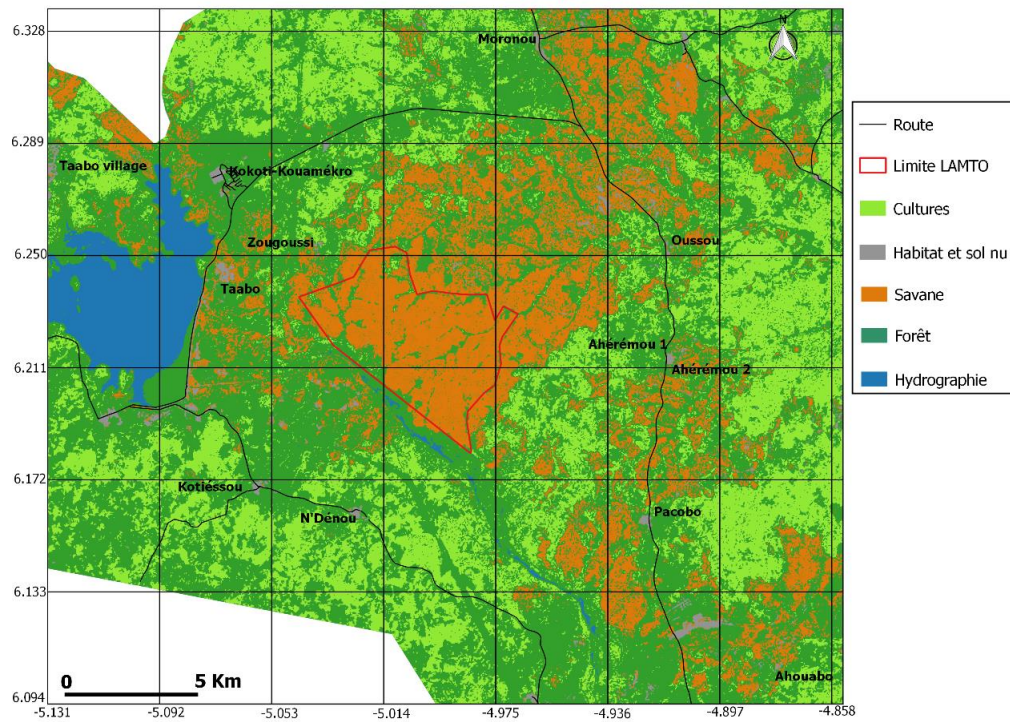 N
6.328
Moronou
Route
6.289
Taabo village
Kokoti-Kouamékro
Limite LAMTO
Cultures
Zougoussi
Oussou
Habitat et sol nu
6.250
Taabo
Savane
Forêt
Ahérémou 1
6.211
Ahérémou 2
Hydrographie
6.172
Kotiéssou
N'Dénou
Pacobo
6.133
Ahouabo
0 5 Km
6.094
-5.131 -5.092 -5.053 -5.014 -4.975 -4.936 -4.897 -4.858